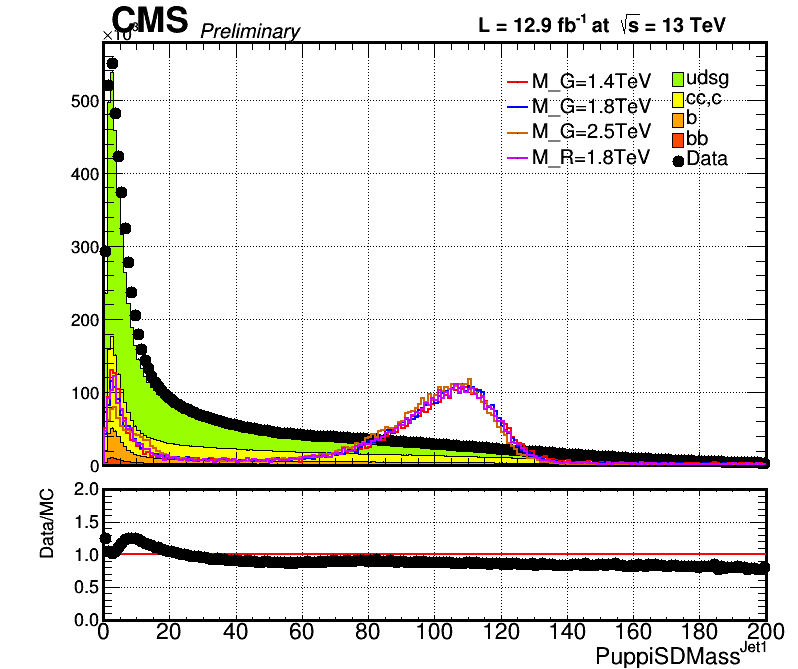 ×10³ CMS Preliminary L = 12.9 fb⁻¹ at √s = 13 TeV
M_G=1.4TeV
M_G=1.8TeV
M_G=2.5TeV
M_R=1.8TeV
udsg
cc,c
b
bb
Data
500
400
300
200
100
0
Data/MC
2.0
1.5
1.0
0.5
0.0
0 20 40 60 80 100 120 140 160 180 200
PuppiSDMass^Jet1